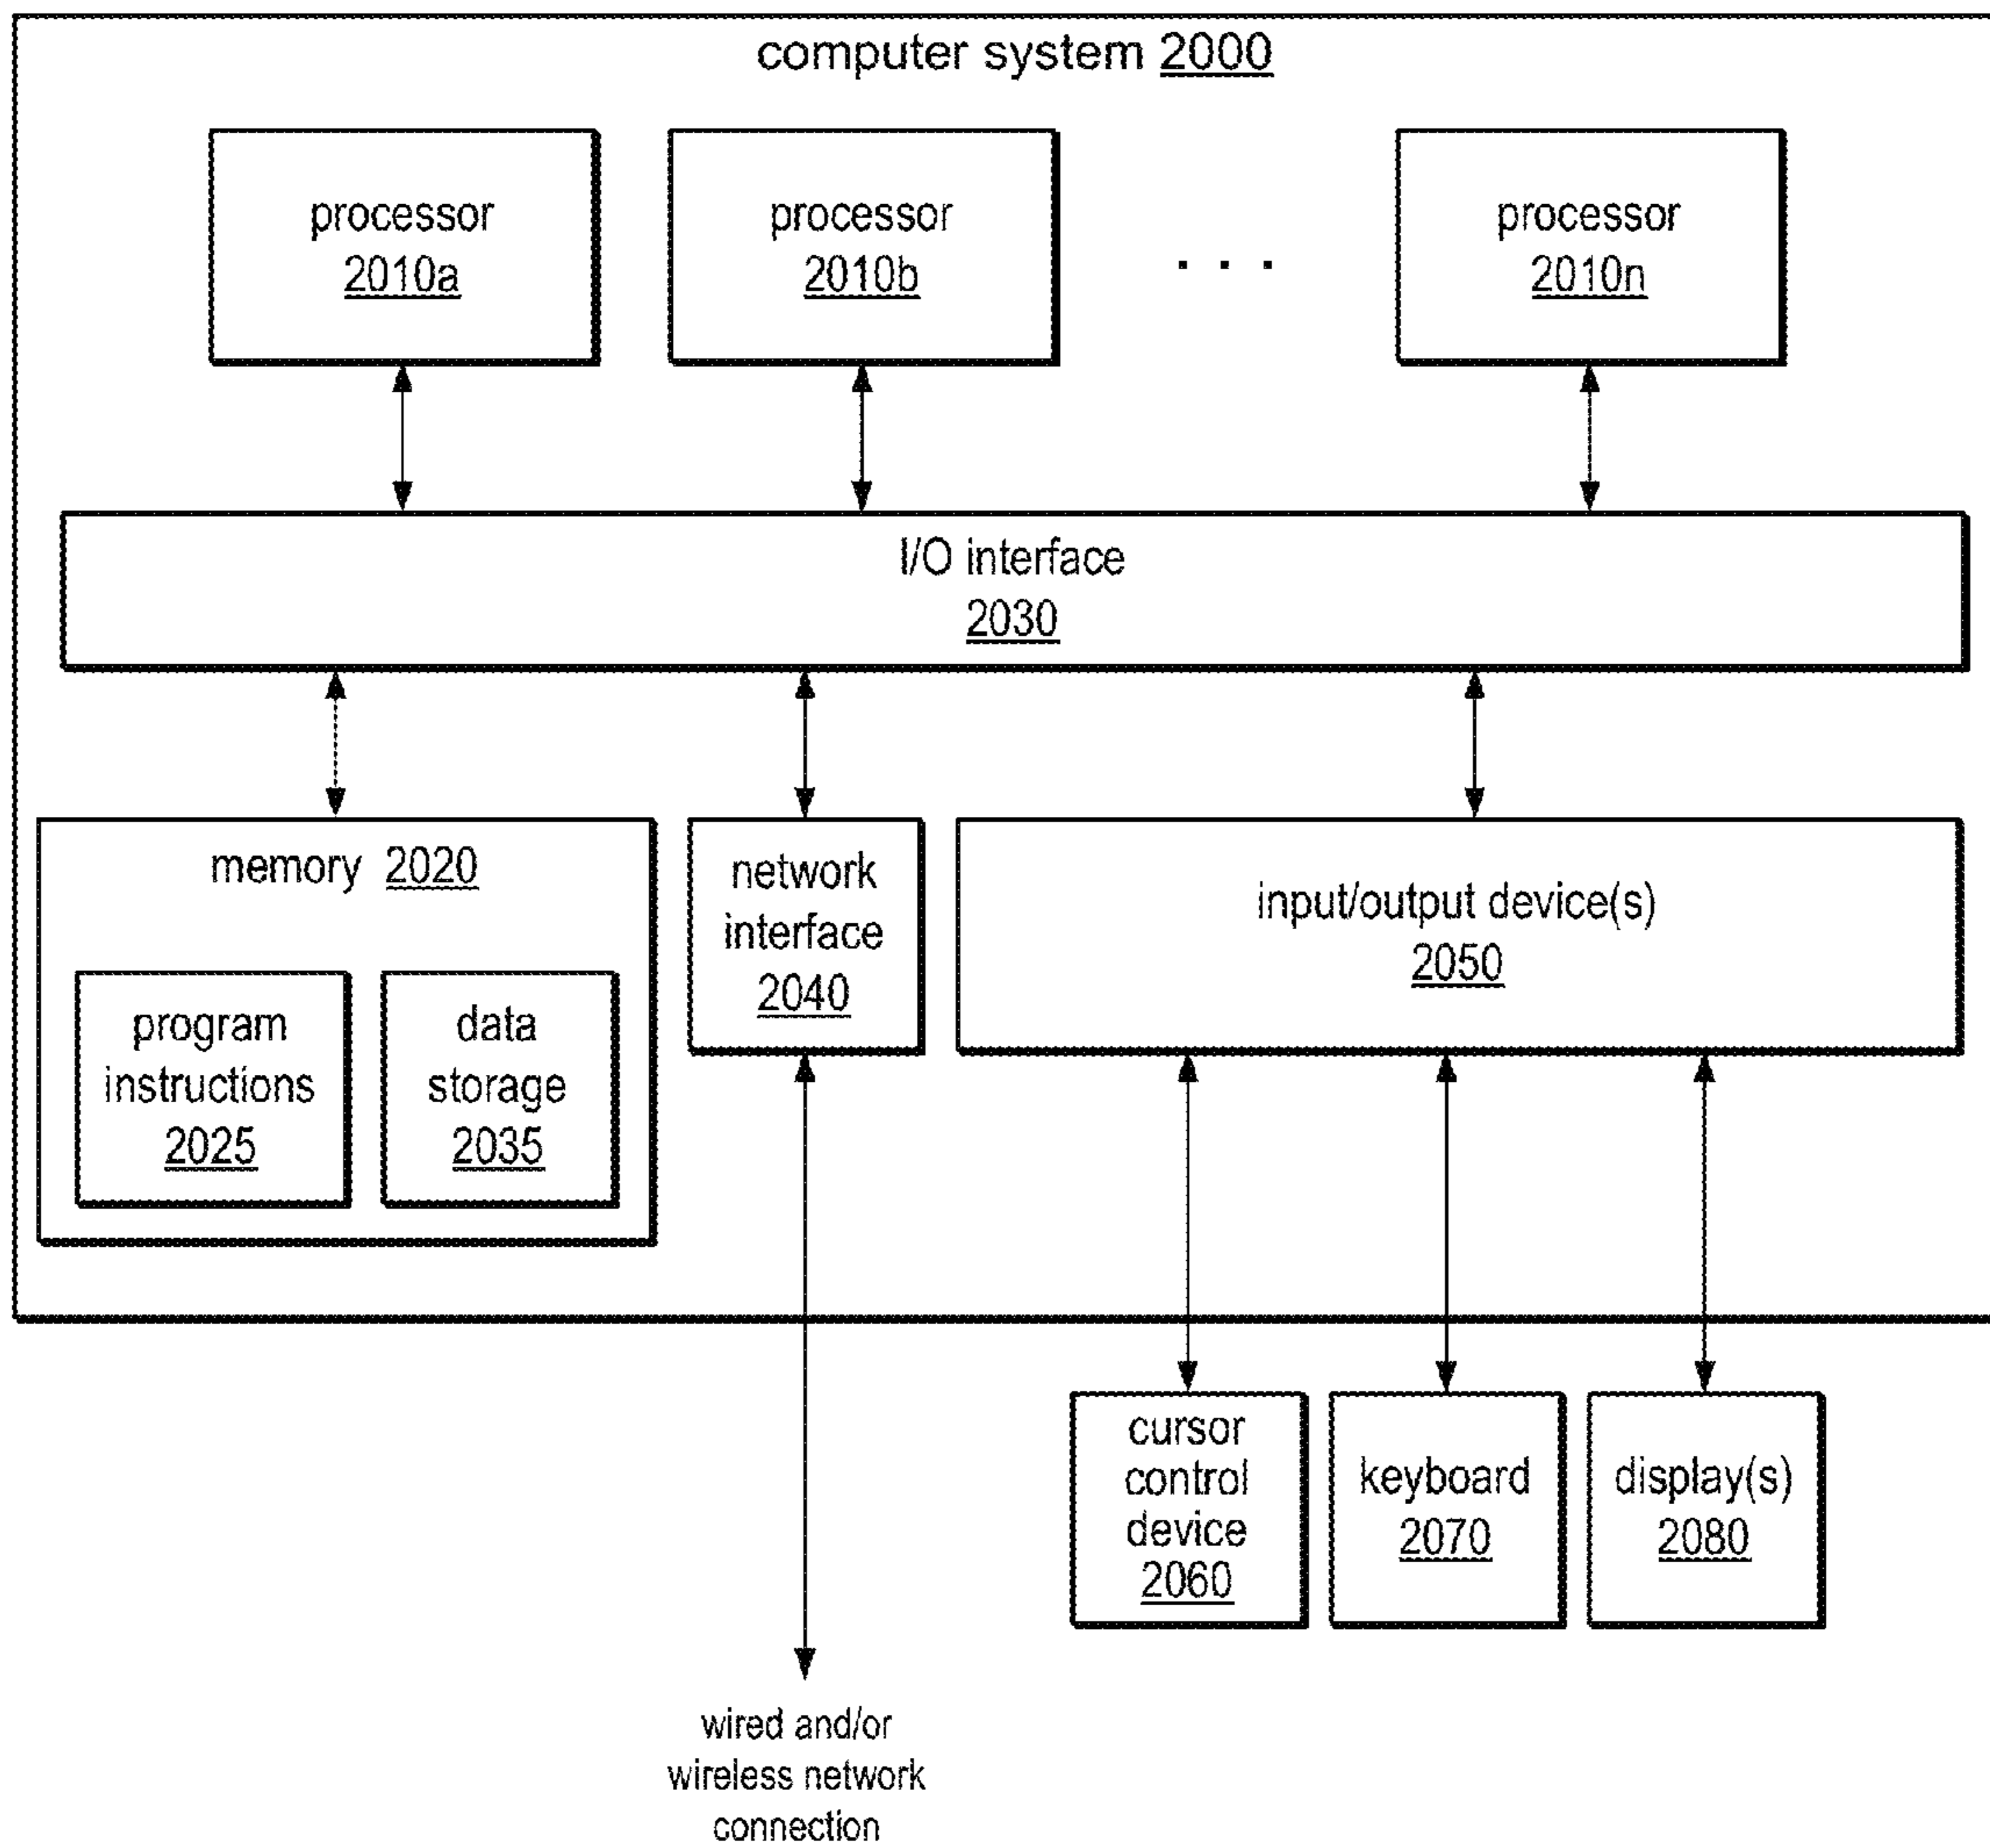 computer system 2000
processor
2010a
processor
2010b
. . .
processor
2010n
I/O interface
2030
memory 2020
program
instructions
2025
data
storage
2035
network
interface
2040
input/output device(s)
2050
cursor
control
device
2060
keyboard
2070
display(s)
2080
wired and/or
wireless network
connection